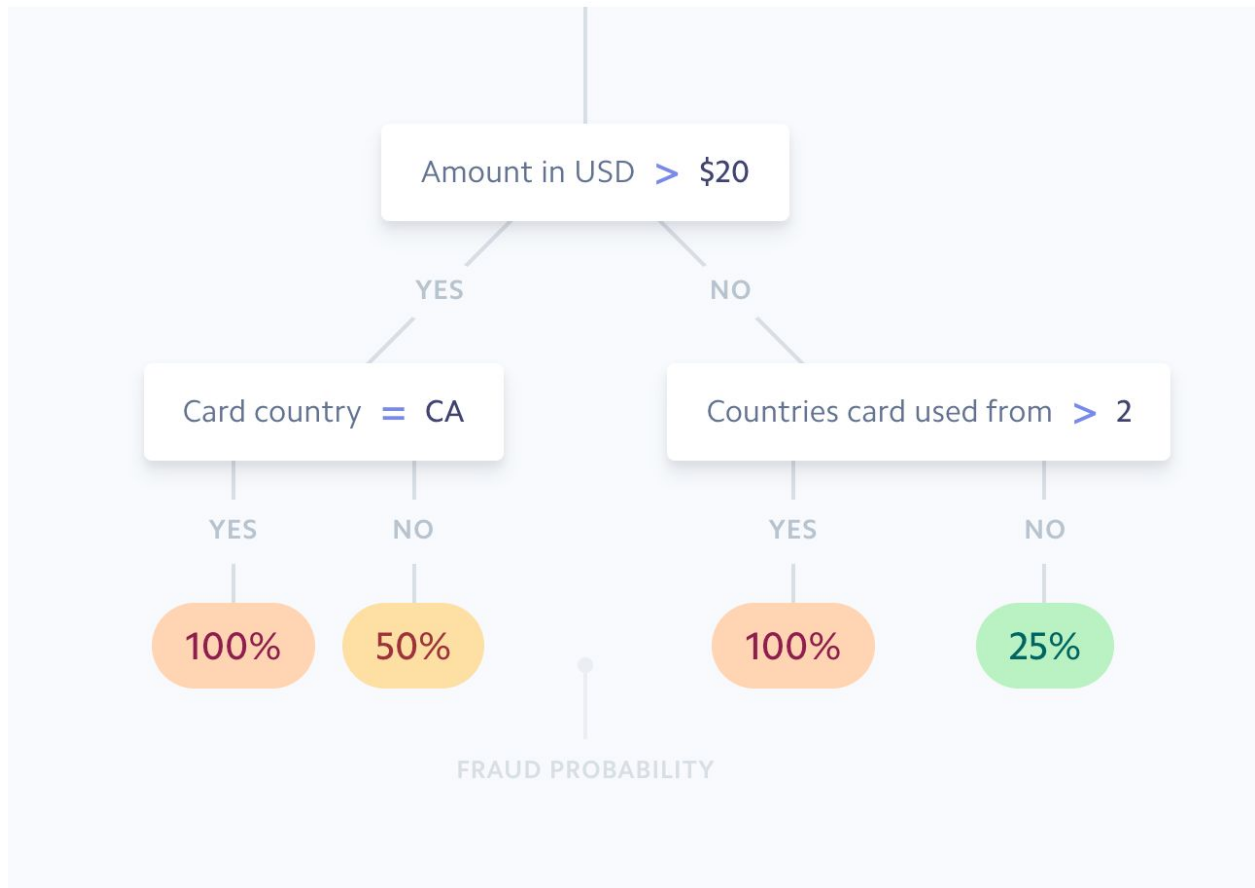 Amount in USD > $20
YES
NO
Card country = CA
Countries card used from > 2
YES
NO
YES
NO
100%
50%
100%
25%
FRAUD PROBABILITY